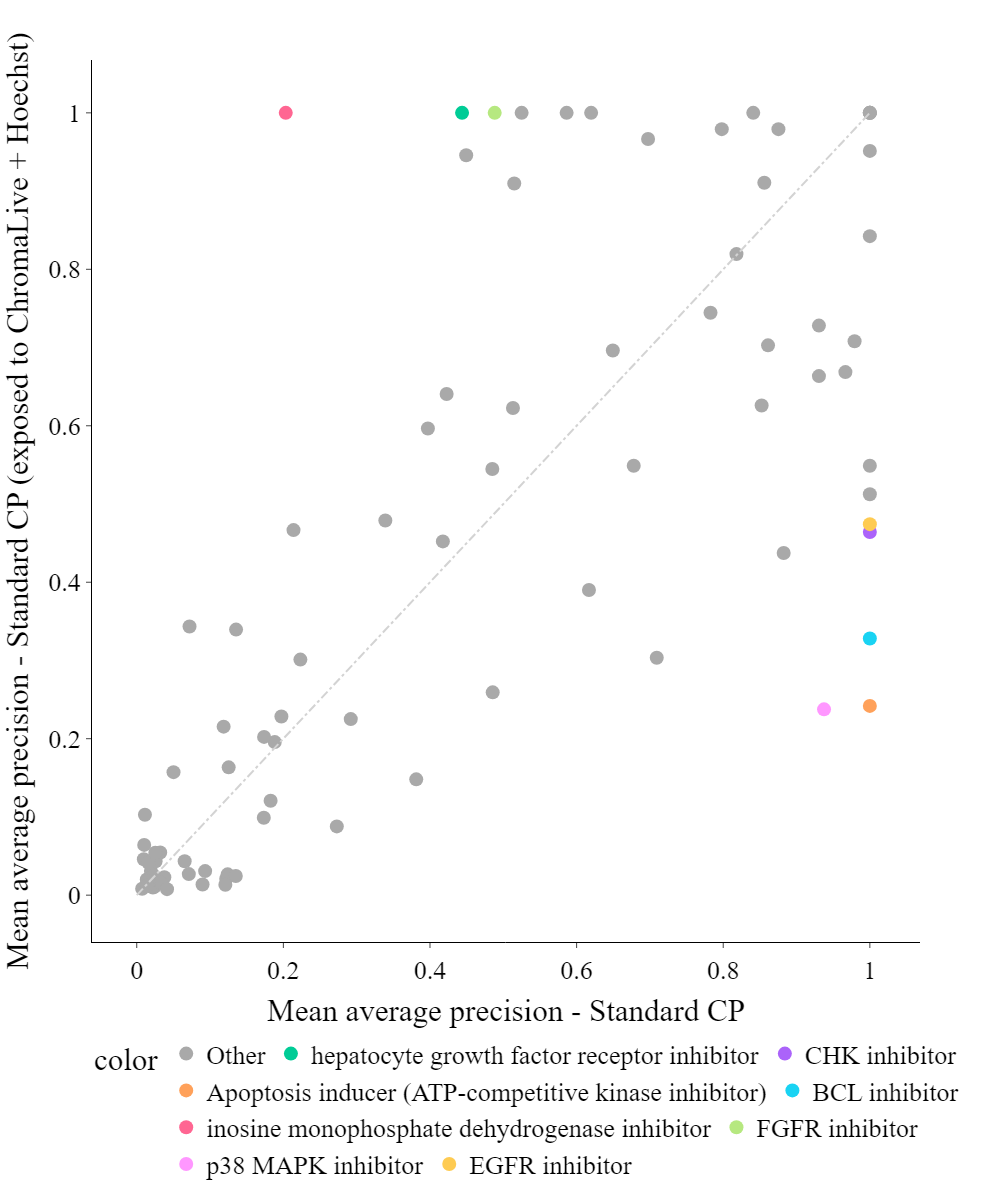 Mean average precision - Standard CP (exposed to ChromaLive + Hoechst)
1
0.8
0.6
0.4
0.2
0
0 0.2 0.4 0.6 0.8 1
Mean average precision - Standard CP
color Other hepatocyte growth factor receptor inhibitor CHK inhibitor
Apoptosis inducer (ATP-competitive kinase inhibitor) BCL inhibitor
inosine monophosphate dehydrogenase inhibitor FGFR inhibitor
p38 MAPK inhibitor EGFR inhibitor